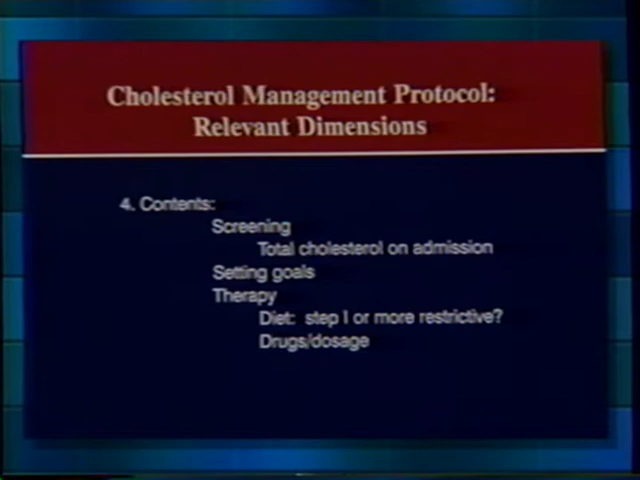 Cholesterol Management Protocol:
Relevant Dimensions
4. Contents:
Screening
Total cholesterol on admission
Setting goals
Therapy
Diet: step I or more restrictive?
Drugs/dosage